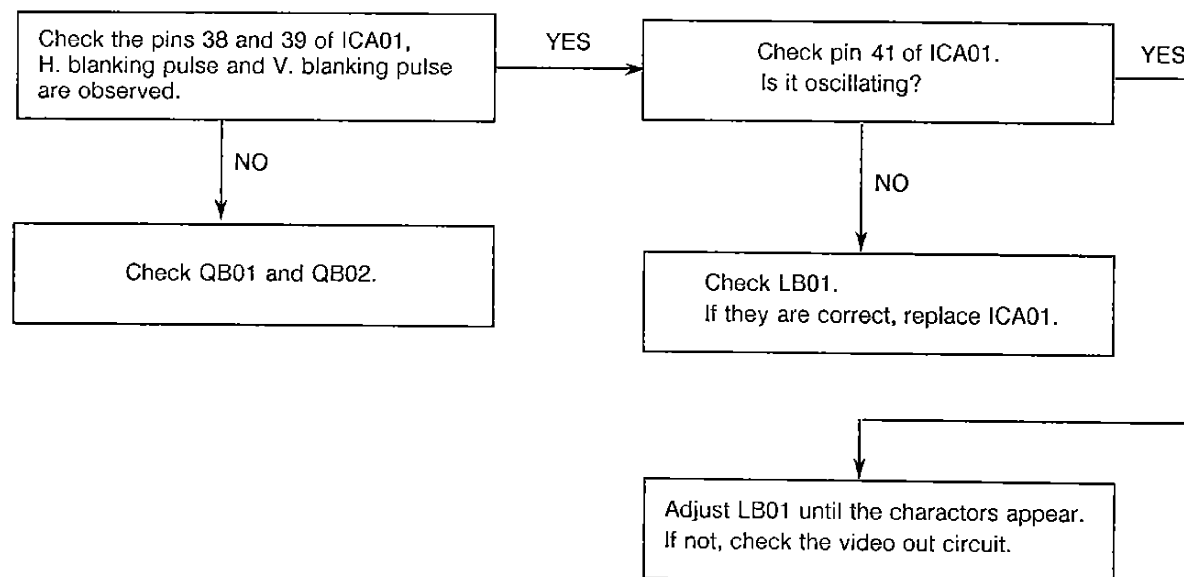 Check the pins 38 and 39 of ICA01,
H. blanking pulse and V. blanking pulse
are observed.
YES
Check pin 41 of ICA01.
Is it oscillating?
YES
NO
NO
Check QB01 and QB02.
Check LB01.
If they are correct, replace ICA01.
Adjust LB01 until the charactors appear.
If not, check the video out circuit.